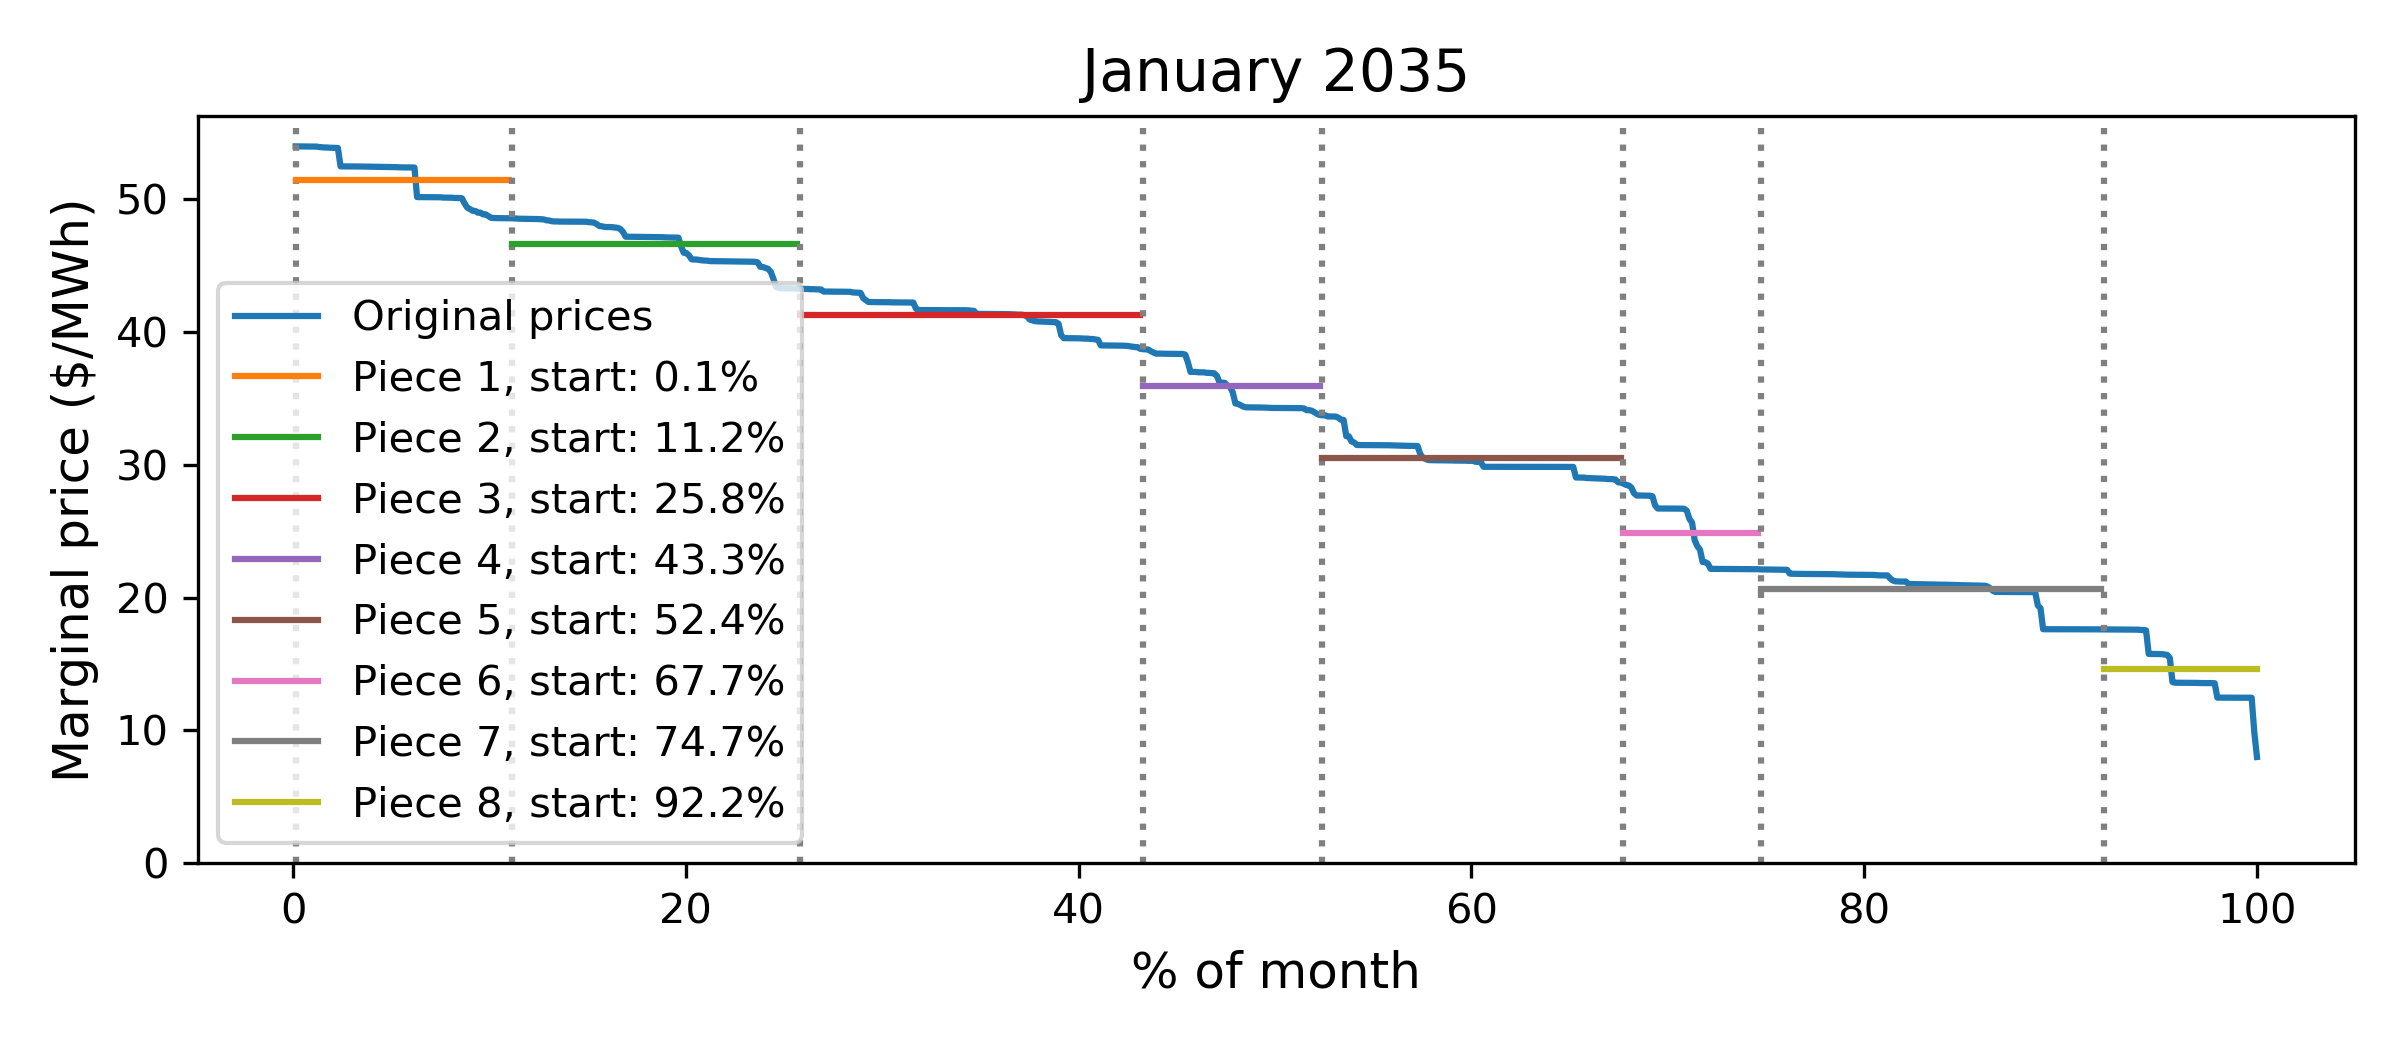 January 2035
Marginal price ($/MWh)
50
40
30
20
10
0
Original prices
Piece 1, start: 0.1%
Piece 2, start: 11.2%
Piece 3, start: 25.8%
Piece 4, start: 43.3%
Piece 5, start: 52.4%
Piece 6, start: 67.7%
Piece 7, start: 74.7%
Piece 8, start: 92.2%
0 20 40 60 80 100
% of month